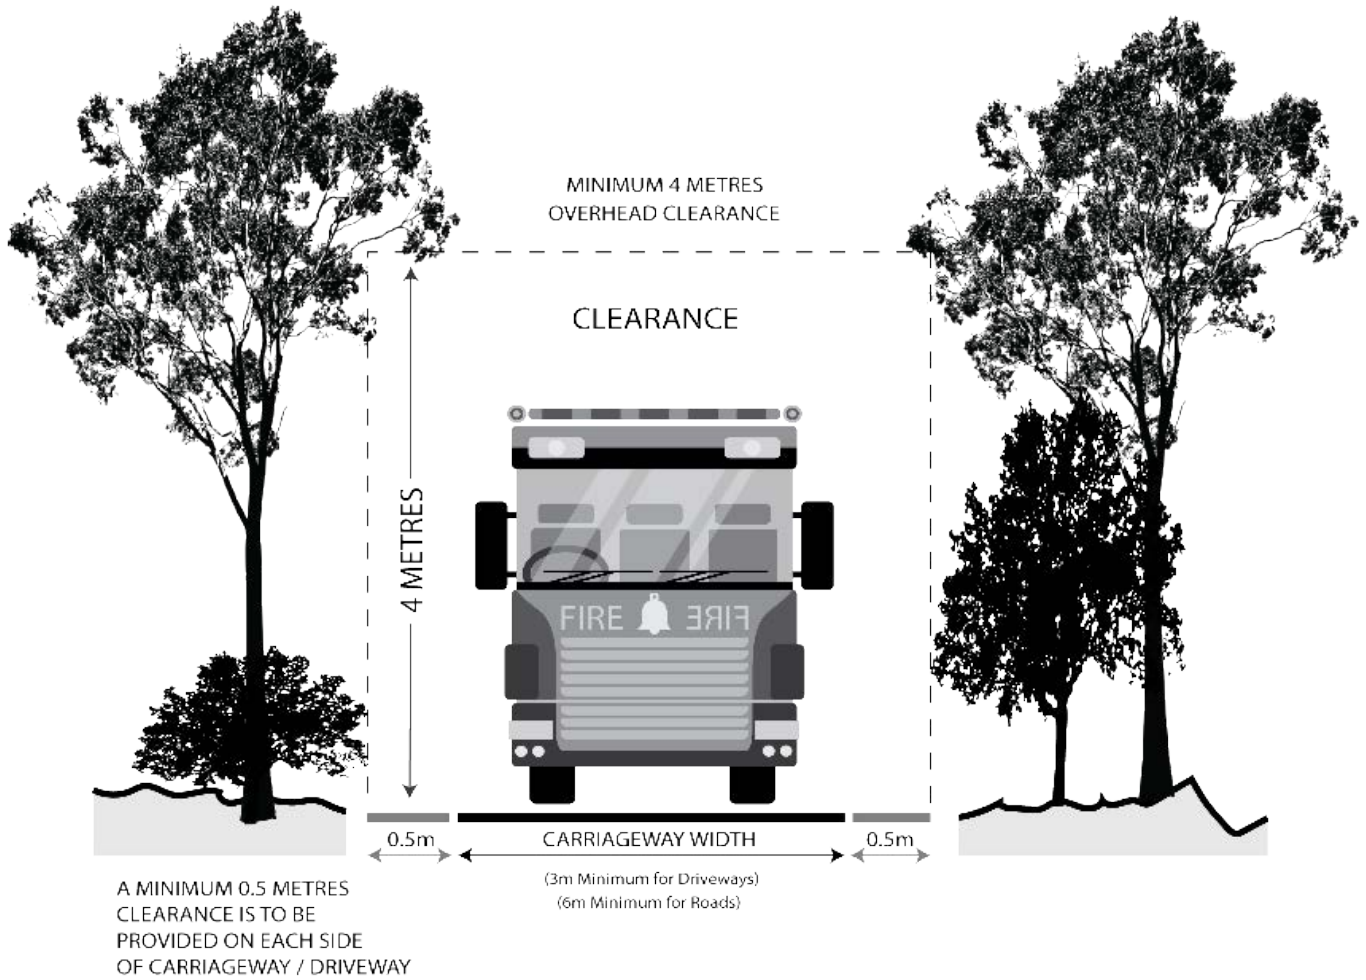 MINIMUM 4 METRES
OVERHEAD CLEARANCE
CLEARANCE
4 METRES
FIRE FIRE
0.5m
CARRIAGEWAY WIDTH
0.5m
(3m Minimum for Driveways)
(6m Minimum for Roads)
A MINIMUM 0.5 METRES
CLEARANCE IS TO BE
PROVIDED ON EACH SIDE
OF CARRIAGEWAY / DRIVEWAY